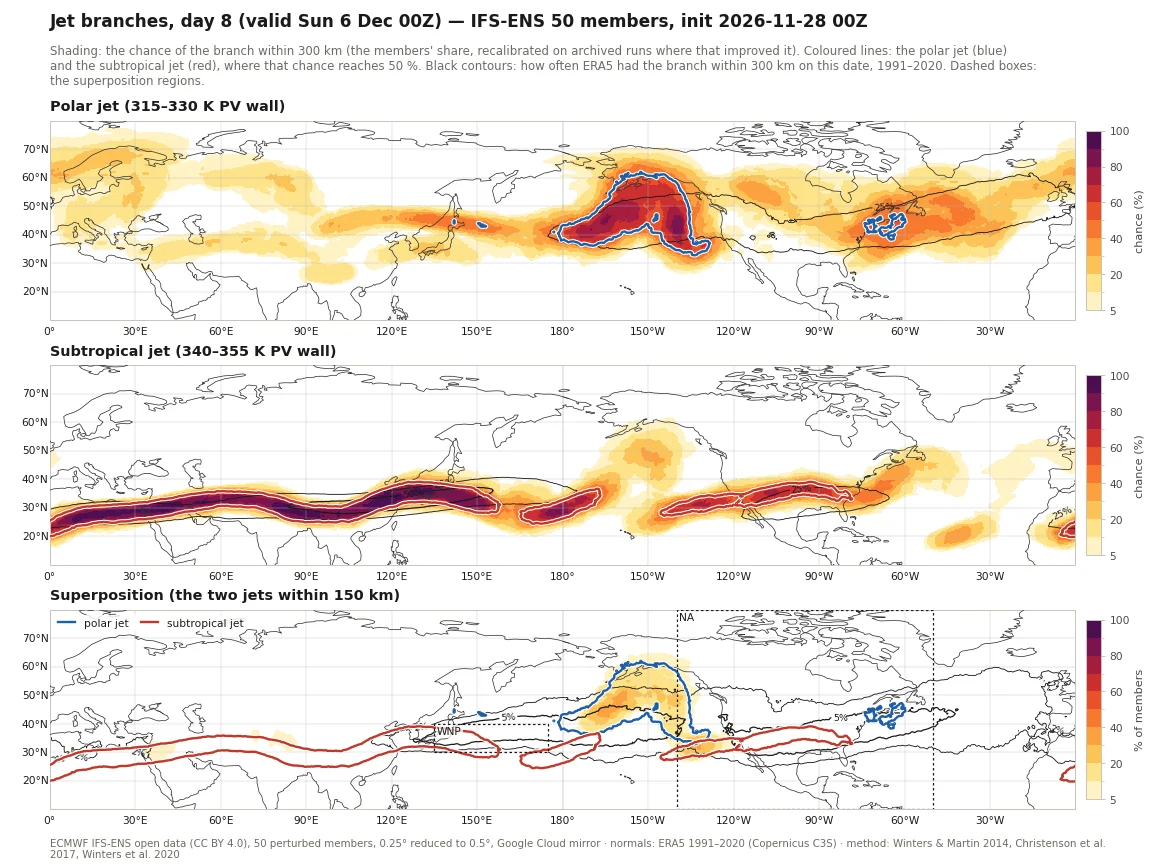 Jet branches, day 8 (valid Sun 6 Dec 00Z) — IFS-ENS 50 members, init 2026-11-28 00Z
Shading: the chance of the branch within 300 km (the members' share, recalibrated on archived runs where that improved it). Coloured lines: the polar jet (blue)
and the subtropical jet (red), where that chance reaches 50 %. Black contours: how often ERA5 had the branch within 300 km on this date, 1991–2020. Dashed boxes:
the superposition regions.
Polar jet (315–330 K PV wall)
70°N
60°N
50°N
40°N
30°N
20°N
25%
0°
30°E
60°E
90°E
120°E
150°E
180°
150°W
120°W
90°W
60°W
30°W
100
80
60
40
20
5
chance (%)
Subtropical jet (340–355 K PV wall)
70°N
60°N
50°N
40°N
30°N
20°N
25%
0°
30°E
60°E
90°E
120°E
150°E
180°
150°W
120°W
90°W
60°W
30°W
100
80
60
40
20
5
chance (%)
Superposition (the two jets within 150 km)
polar jet
subtropical jet
NA
WNP
5%
5%
70°N
60°N
50°N
40°N
30°N
20°N
0°
30°E
60°E
90°E
120°E
150°E
180°
150°W
120°W
90°W
60°W
30°W
100
80
60
40
20
5
% of members
ECMWF IFS-ENS open data (CC BY 4.0), 50 perturbed members, 0.25° reduced to 0.5°, Google Cloud mirror · normals: ERA5 1991–2020 (Copernicus C3S) · method: Winters & Martin 2014, Christenson et al.
2017, Winters et al. 2020